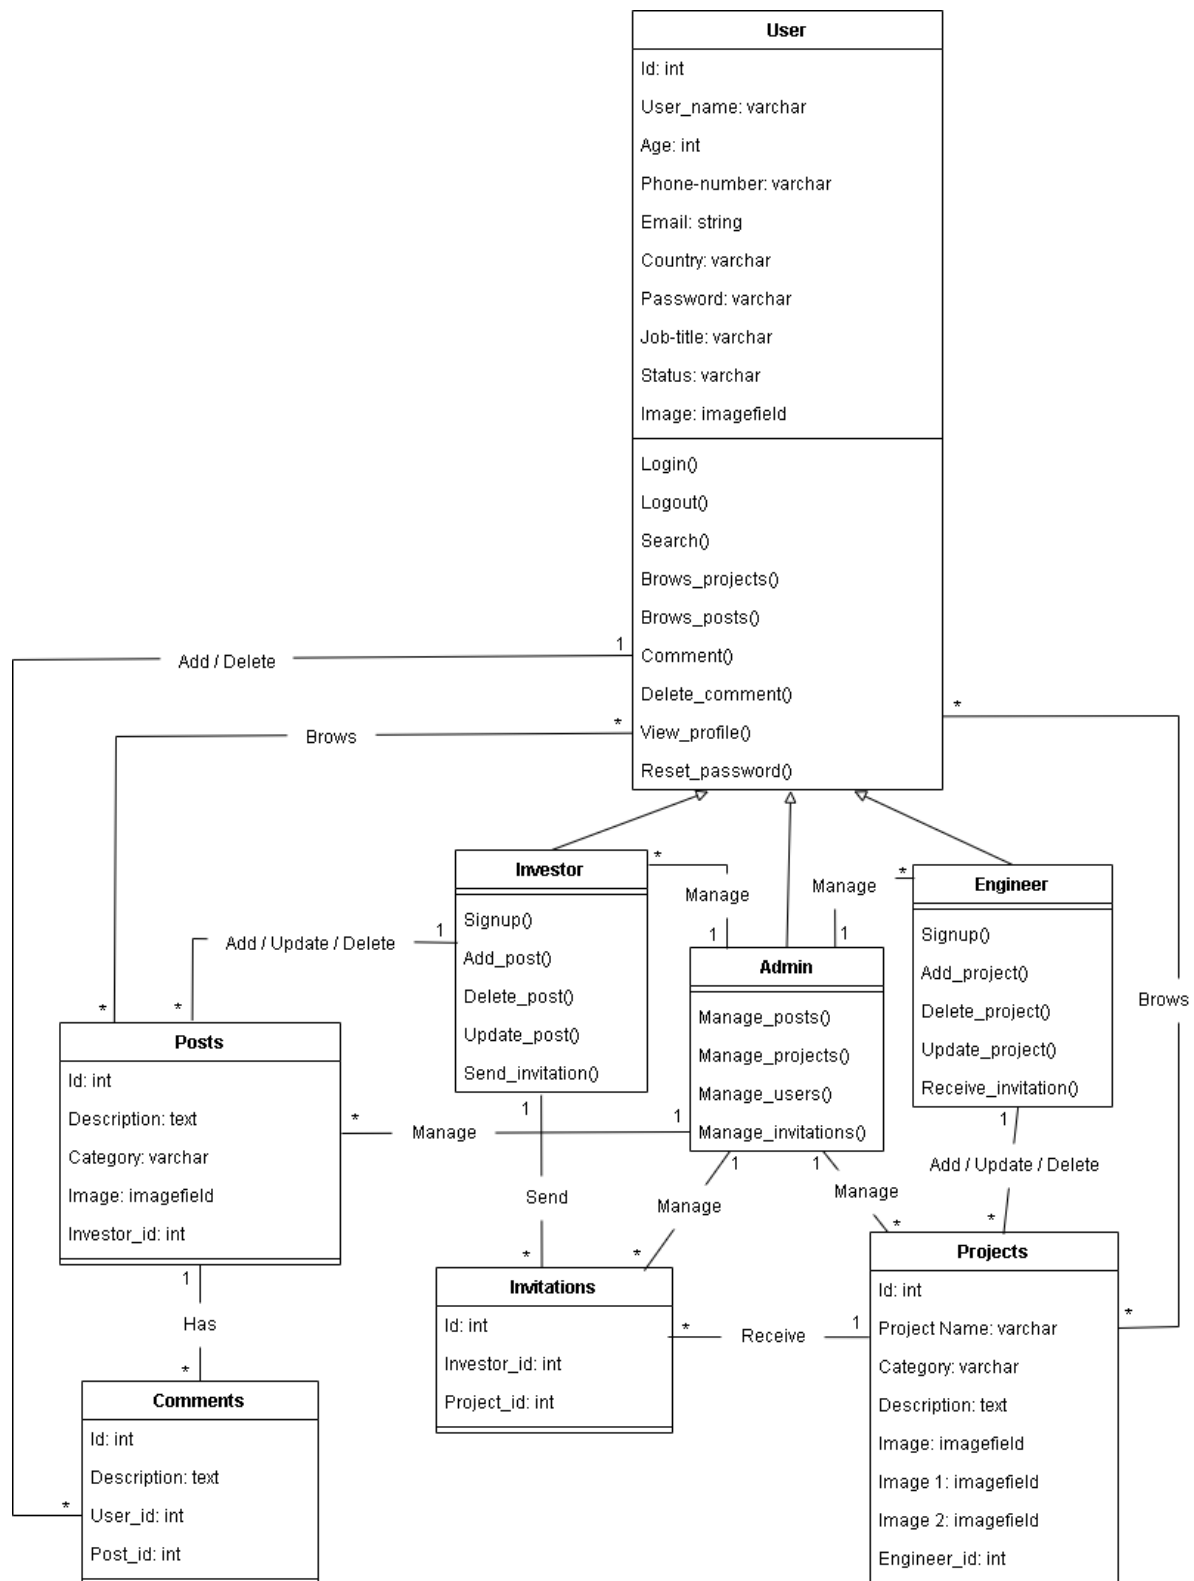 User
Id: int
User_name: varchar
Age: int
Phone-number: varchar
Email: string
Country: varchar
Password: varchar
Job-title: varchar
Status: varchar
Image: imagefield
Login()
Logout()
Search()
Brows_projects()
Brows_posts()
Comment()
Delete_comment()
View_profile()
Reset_password()
1
Add / Delete
*
*
Brows
*
*
Brows
*
Investor
Signup()
Add_post()
Delete_post()
Update_post()
Send_invitation()
*
Manage
1
Manage
*
1
Admin
Manage_posts()
Manage_projects()
Manage_users()
Manage_invitations()
Engineer
Signup()
Add_project()
Delete_project()
Update_project()
Receive_invitation()
1
Add / Update / Delete
*
Posts
Id: int
Description: text
Category: varchar
Image: imagefield
Investor_id: int
*
Manage
1
1
Send
*
1
Manage
*
1
Manage
*
1
Add / Update / Delete
*
Invitations
Id: int
Investor_id: int
Project_id: int
*
Receive
1
Projects
Id: int
Project Name: varchar
Category: varchar
Description: text
Image: imagefield
Image 1: imagefield
Image 2: imagefield
Engineer_id: int
1
Has
*
Comments
Id: int
Description: text
User_id: int
Post_id: int